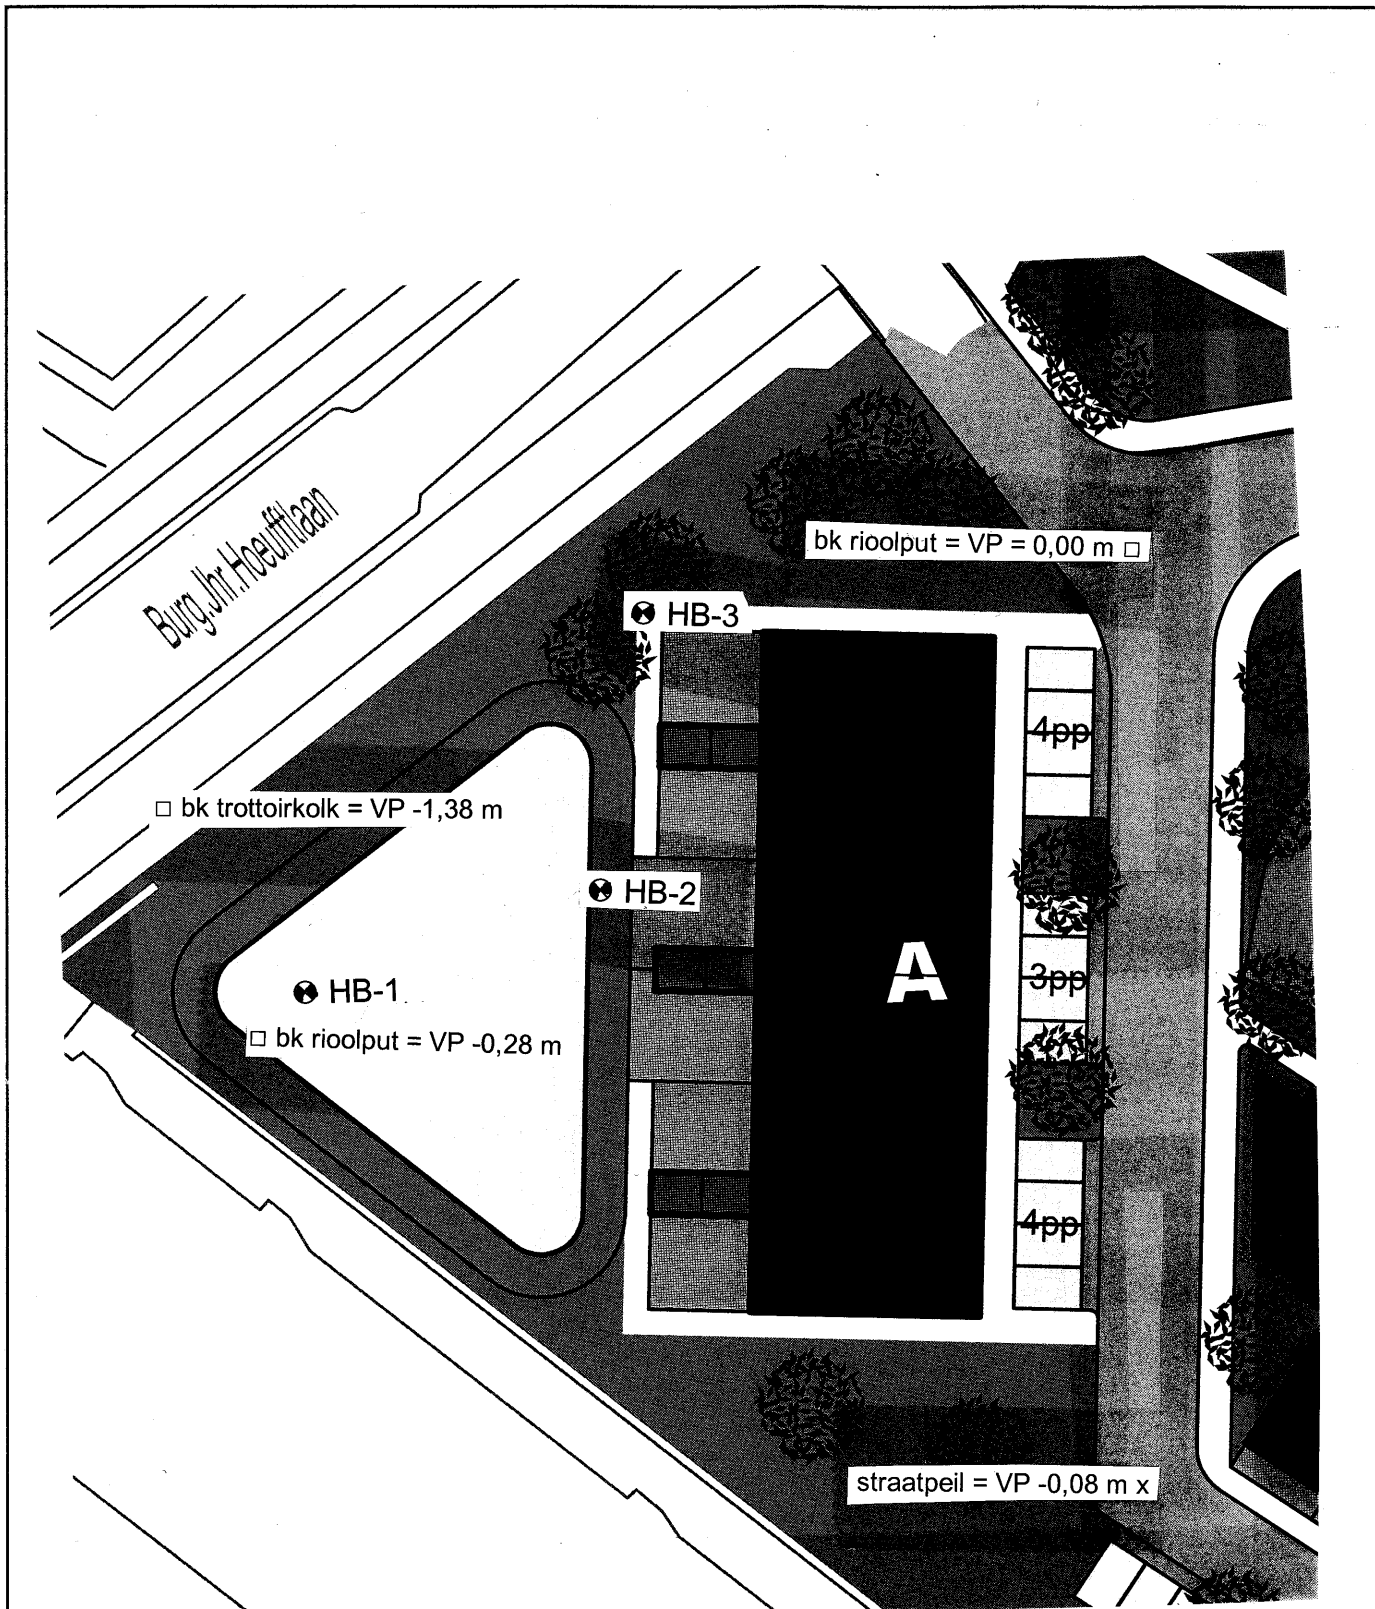 Burg.Jhr.Hoeufftlaan
bk rioolput = VP = 0,00 m □
HB-3
4pp
□ bk trottoirkolk = VP -1,38 m
HB-2
A
3pp
HB-1
□ bk rioolput = VP -0,28 m
4pp
straatpeil = VP -0,08 m x